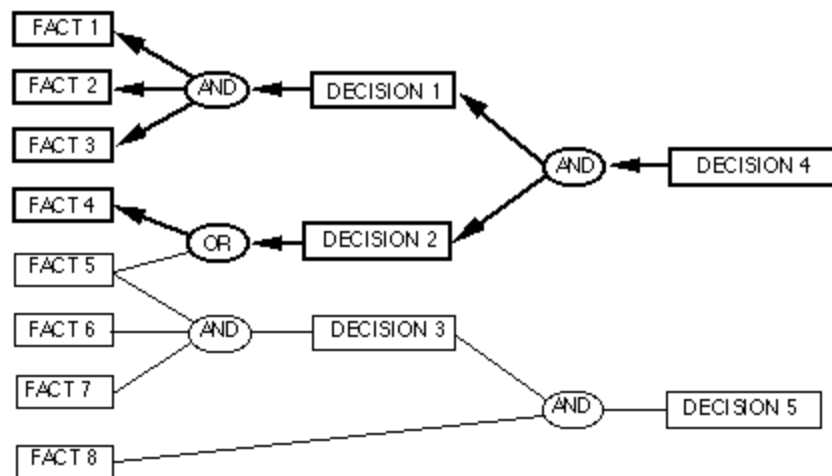 FACT 1
FACT 2
AND
DECISION 1
FACT 3
AND
DECISION 4
FACT 4
OR
DECISION 2
FACT 5
FACT 6
AND
DECISION 3
FACT 7
AND
DECISION 5
FACT 8